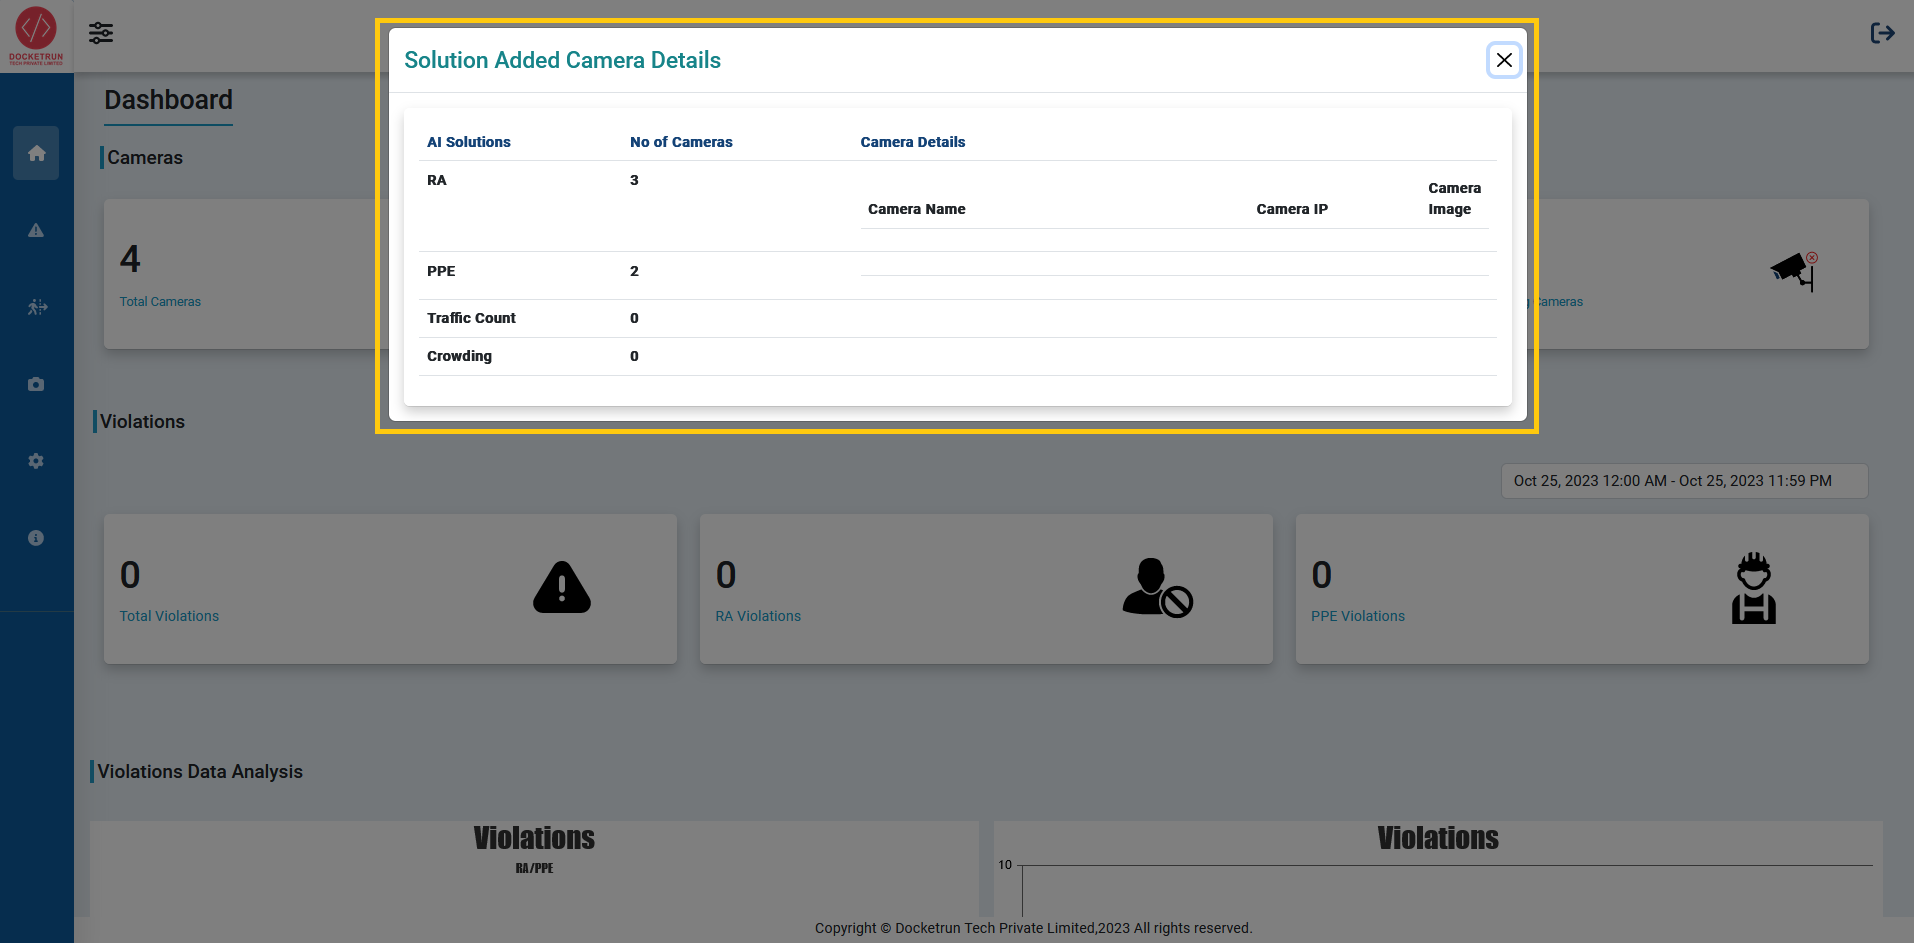 DOCKETRUN
TECH PRIVATE LIMITED
Solution Added Camera Details
Dashboard
Cameras
4
Total Cameras
AI Solutions No of Cameras Camera Details
RA 3
Camera Name Camera IP Camera Image
PPE 2
Traffic Count 0
Crowding 0
Cameras
Violations
Oct 25, 2023 12:00 AM - Oct 25, 2023 11:59 PM
0
Total Violations
0
RA Violations
0
PPE Violations
Violations Data Analysis
Violations
RA/PPE
Violations
10
Copyright © Docketrun Tech Private Limited,2023 All rights reserved.